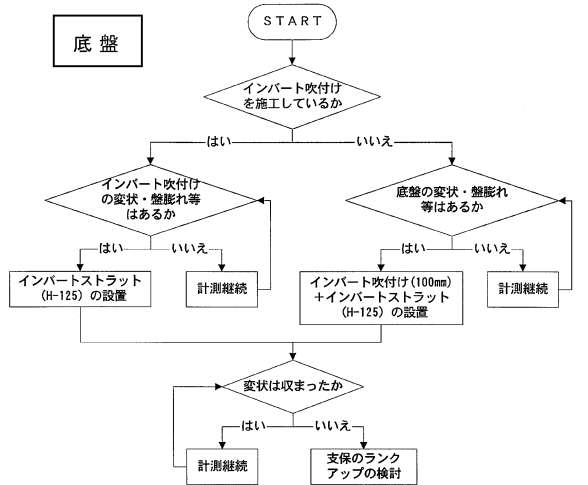 底盤
START
インバート吹付け
を施工しているか
はい
いいえ
インバート吹付け
の変状・盤膨れ等
はあるか
底盤の変状・盤膨れ
等はあるか
はい
いいえ
はい
いいえ
インバートストラット
(H-125)の設置
計測継続
インバート吹付け(100mm)
+インバートストラット
(H-125)の設置
計測継続
変状は収まったか
はい
いいえ
計測継続
支保のランク
アップの検討